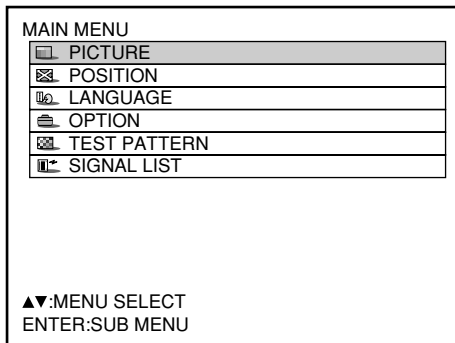 MAIN MENU
PICTURE
POSITION
LANGUAGE
OPTION
TEST PATTERN
SIGNAL LIST
▲▼:MENU SELECT
ENTER:SUB MENU